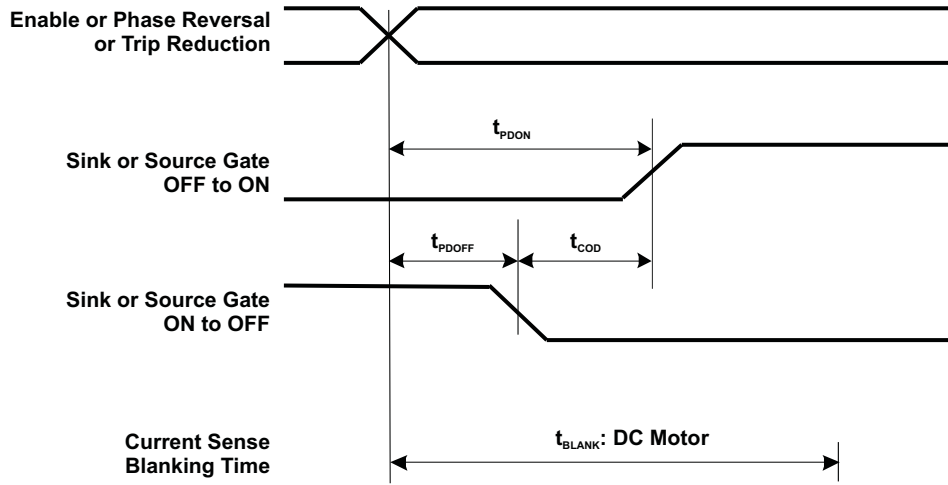 Enable or Phase Reversal
or Trip Reduction
tPDON
Sink or Source Gate
OFF to ON
tPDOFF
tCOD
Sink or Source Gate
ON to OFF
Current Sense
Blanking Time
tBLANK: DC Motor